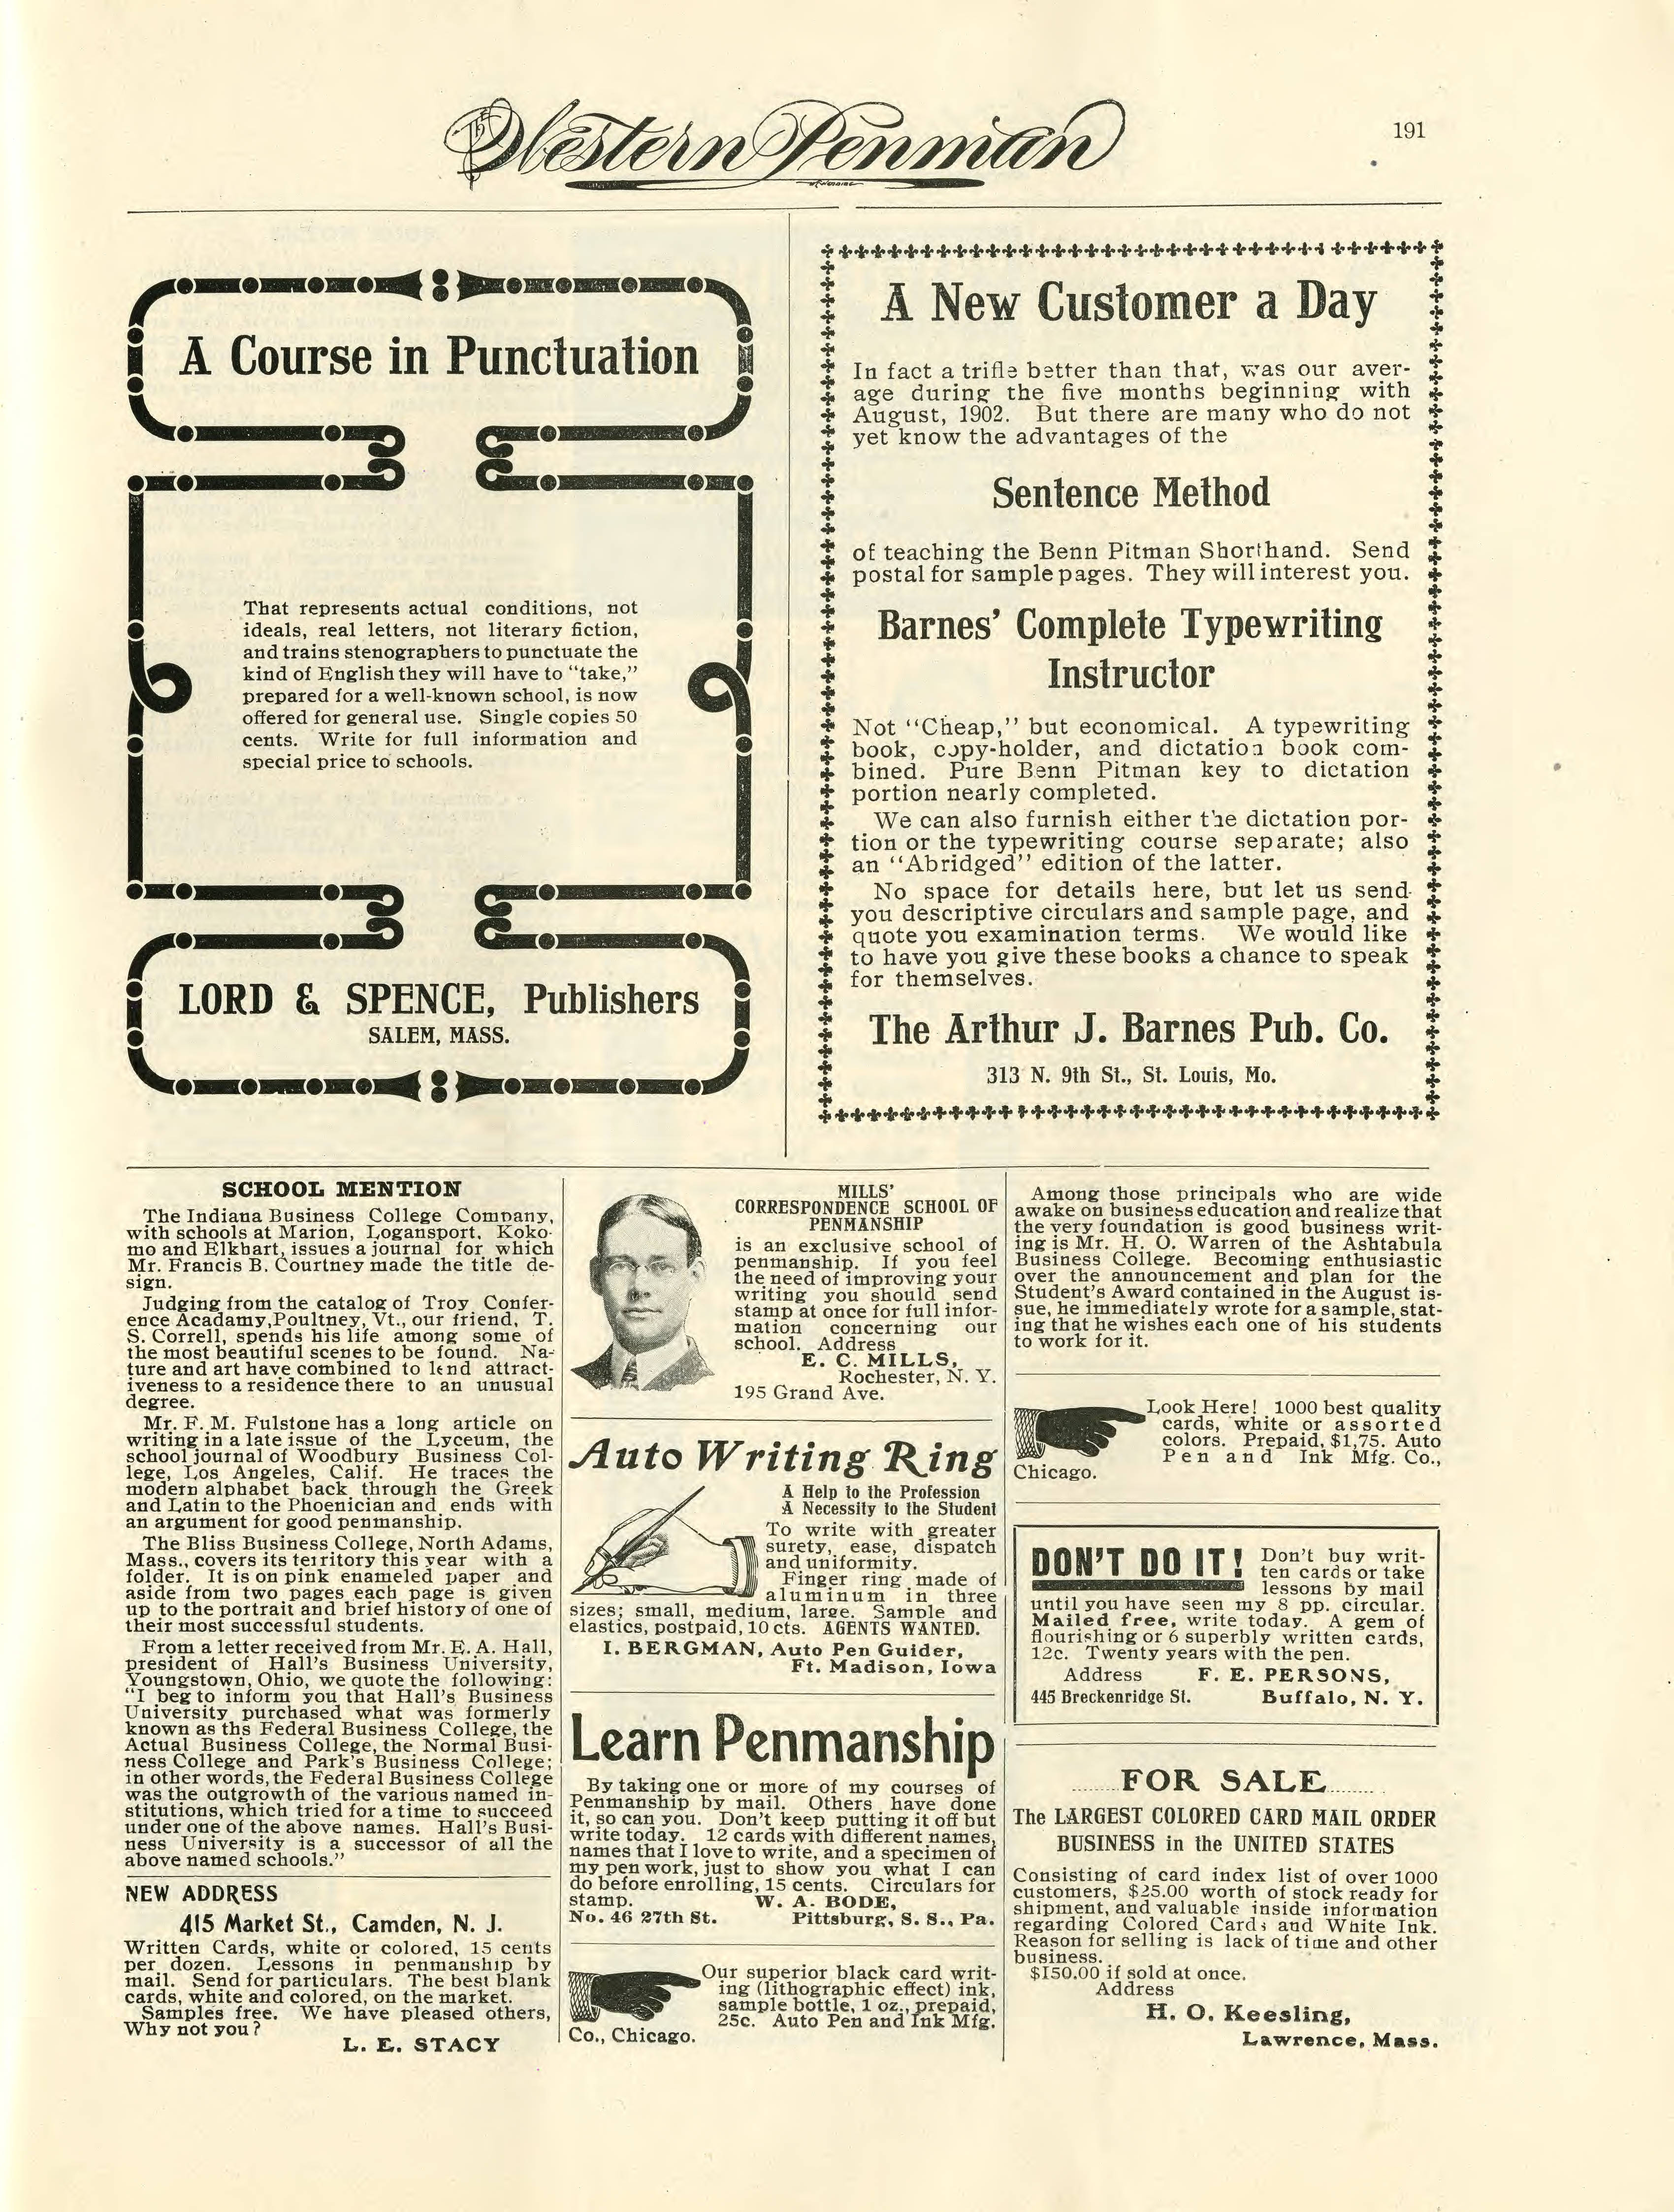 The Western Penman
191
A Course in Punctuation
That represents actual conditions, not
ideals, real letters, not literary fiction,
and trains stenographers to punctuate the
kind of English they will have to “take,”
prepared for a well-known school, is now
offered for general use. Single copies 50
cents. Write for full information and
special price to schools.
LORD & SPENCE, Publishers
SALEM, MASS.
A New Customer a Day
In fact a trifle better than that, was our aver-
age during the five months beginning with
August, 1902. But there are many who do not
yet know the advantages of the
Sentence Method
of teaching the Benn Pitman Shorthand. Send
postal for sample pages. They will interest you.
Barnes’ Complete Typewriting
Instructor
Not “Cheap,” but economical. A typewriting
book, copy-holder, and dictation book com-
bined. Pure Benn Pitman key to dictation
portion nearly completed.
We can also furnish either the dictation por-
tion or the typewriting course separate; also
an “Abridged” edition of the latter.
No space for details here, but let us send
you descriptive circulars and sample page, and
quote you examination terms. We would like
to have you give these books a chance to speak
for themselves.
The Arthur J. Barnes Pub. Co.
313 N. 9th St., St. Louis, Mo.
SCHOOL MENTION
The Indiana Business College Company,
with schools at Marion, Logansport, Koko-
mo and Elkhart, issues a journal for which
Mr. Francis B. Courtney made the title de-
sign.
Judging from the catalog of Troy Confer-
ence Acadamy, Poultney, Vt., our friend, T.
S. Correll, spends his life among some of
the most beautiful scenes to be found. Na-
ture and art have combined to lend attract-
iveness to a residence there to an unusual
degree.
Mr. F. M. Fulstone has a long article on
writing in a late issue of the Lyceum, the
school journal of Woodbury Business Col-
lege, Los Angeles, Calif. He traces the
modern alphabet back through the Greek
and Latin to the Phoenician and ends with
an argument for good penmanship.
The Bliss Business College, North Adams,
Mass., covers its territory this year with a
folder. It is on pink enameled paper and
aside from two pages each page is given
up to the portrait and brief history of one of
their most successful students.
From a letter received from Mr. E. A. Hall,
president of Hall’s Business University,
Youngstown, Ohio, we quote the following:
“I beg to inform you that Hall’s Business
University purchased what was formerly
known as ths Federal Business College, the
Actual Business College, the Normal Busi-
ness College and Park’s Business College;
in other words, the Federal Business College
was the outgrowth of the various named in-
stitutions, which tried for a time to succeed
under one of the above names. Hall’s Busi-
ness University is a successor of all the
above named schools.”
NEW ADDRESS
415 Market St., Camden, N. J.
Written Cards, white or colored, 15 cents
per dozen. Lessons in penmanship by
mail. Send for particulars. The best blank
cards, white and colored, on the market.
Samples free. We have pleased others,
Why not you?
L. E. STACY
MILLS’
CORRESPONDENCE SCHOOL OF
PENMANSHIP
is an exclusive school of
penmanship. If you feel
the need of improving your
writing you should send
stamp at once for full infor-
mation concerning our
school. Address
E. C. MILLS,
Rochester, N. Y.
195 Grand Ave.
Auto Writing Ring
A Help to the Profession
A Necessity to the Student
To write with greater
surety, ease, dispatch
and uniformity.
Finger ring made of
aluminum in three
sizes; small, medium, large. Sample and
elastics, postpaid, 10 cts. AGENTS WANTED.
I. BERGMAN, Auto Pen Guider,
Ft. Madison, Iowa
Learn Penmanship
By taking one or more of my courses of
Penmanship by mail. Others have done
it, so can you. Don’t keep putting it off but
write today. 12 cards with different names,
names that I love to write, and a specimen of
my pen work, just to show you what I can
do before enrolling, 15 cents. Circulars for
stamp. W. A. BODE,
No. 46 27th St. Pittsburg, S. S., Pa.
Our superior black card writ-
ing (lithographic effect) ink,
sample bottle, 1 oz., prepaid,
25c. Auto Pen and Ink Mfg.
Co., Chicago.
Among those principals who are wide
awake on business education and realize that
the very foundation is good business writ-
ing is Mr. H. O. Warren of the Ashtabula
Business College. Becoming enthusiastic
over the announcement and plan for the
Student’s Award contained in the August is-
sue, he immediately wrote for a sample, stat-
ing that he wishes each one of his students
to work for it.
Look Here! 1000 best quality
cards, white or assorted
colors. Prepaid, $1,75. Auto
Pen and Ink Mfg. Co.,
Chicago.
DON’T DO IT! Don’t buy writ-
ten cards or take
lessons by mail
until you have seen my 8 pp. circular.
Mailed free, write today. A gem of
flourishing or 6 superbly written cards,
12c. Twenty years with the pen.
Address F. E. PERSONS,
445 Breckenridge St. Buffalo, N. Y.
........FOR SALE........
The LARGEST COLORED CARD MAIL ORDER
BUSINESS in the UNITED STATES
Consisting of card index list of over 1000
customers, $25.00 worth of stock ready for
shipment, and valuable inside information
regarding Colored Cards and White Ink.
Reason for selling is lack of time and other
business.
$150.00 if sold at once.
Address
H. O. Keesling,
Lawrence, Mass.